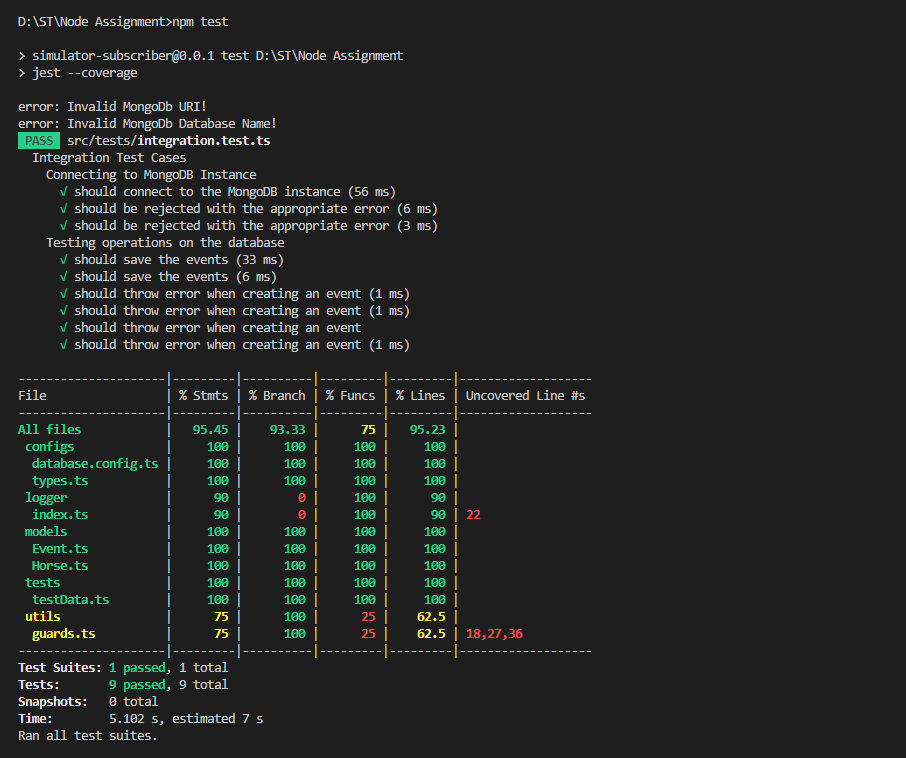 D:\ST\Node Assignment>npm test
> simulator-subscriber@0.0.1 test D:\ST\Node Assignment
> jest --coverage
error: Invalid MongoDb URI!
error: Invalid MongoDb Database Name!
PASS src/tests/integration.test.ts
Integration Test Cases
Connecting to MongoDB Instance
√ should connect to the MongoDB instance (56 ms)
√ should be rejected with the appropriate error (6 ms)
√ should be rejected with the appropriate error (3 ms)
Testing operations on the database
√ should save the events (33 ms)
√ should save the events (6 ms)
√ should throw error when creating an event (1 ms)
√ should throw error when creating an event (1 ms)
√ should throw error when creating an event
√ should throw error when creating an event (1 ms)
---------------------|---------|----------|---------|---------|-------------------
File                 | % Stmts | % Branch | % Funcs | % Lines | Uncovered Line #s
---------------------|---------|----------|---------|---------|-------------------
All files            |   95.45 |    93.33 |      75 |   95.23 |
 configs             |     100 |      100 |     100 |     100 |
  database.config.ts |     100 |      100 |     100 |     100 |
  types.ts           |     100 |      100 |     100 |     100 |
 logger              |      90 |        0 |     100 |      90 |
  index.ts           |      90 |        0 |     100 |      90 | 22
 models              |     100 |      100 |     100 |     100 |
  Event.ts           |     100 |      100 |     100 |     100 |
  Horse.ts           |     100 |      100 |     100 |     100 |
 tests               |     100 |      100 |     100 |     100 |
  testData.ts        |     100 |      100 |     100 |     100 |
 utils               |      75 |      100 |      25 |    62.5 |
  guards.ts          |      75 |      100 |      25 |    62.5 | 18,27,36
---------------------|---------|----------|---------|---------|-------------------
Test Suites: 1 passed, 1 total
Tests:       9 passed, 9 total
Snapshots:   0 total
Time:        5.102 s, estimated 7 s
Ran all test suites.